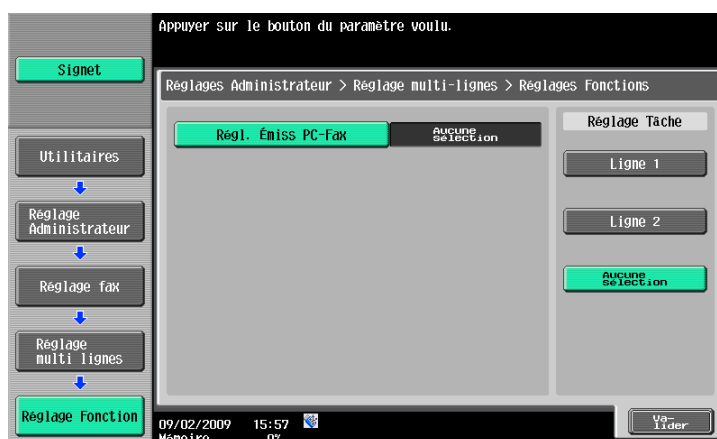 Appuyer sur le bouton du paramètre voulu.
Signet
Réglages Administrateur > Réglage multi-lignes > Réglages Fonctions
Régl. Émiss PC-Fax
Aucune
sélection
Réglage Tâche
Ligne 1
Ligne 2
Aucune
sélection
Utilitaires
Réglage
Administrateur
Réglage fax
Réglage
multi lignes
Réglage Fonction
09/02/2009 15:57
Mémoire 0%
Va-
lider